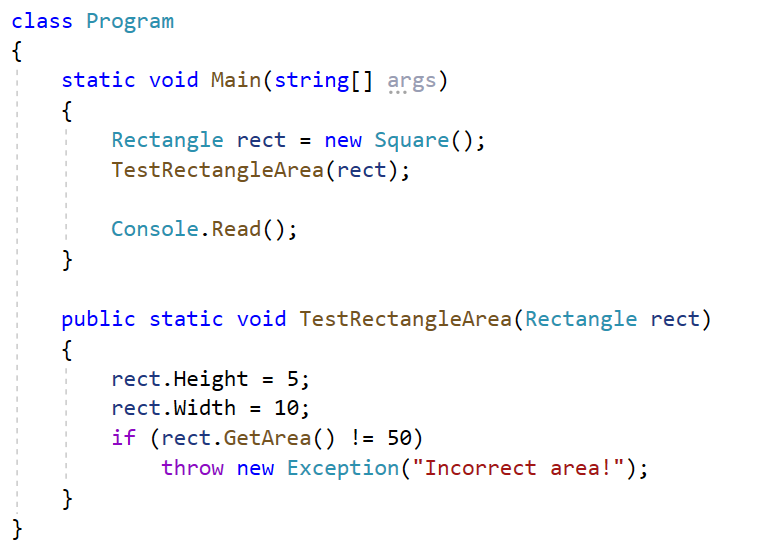 class Program
{
    static void Main(string[] args)
    {
        Rectangle rect = new Square();
        TestRectangleArea(rect);

        Console.Read();
    }

    public static void TestRectangleArea(Rectangle rect)
    {
        rect.Height = 5;
        rect.Width = 10;
        if (rect.GetArea() != 50)
            throw new Exception("Incorrect area!");
    }
}